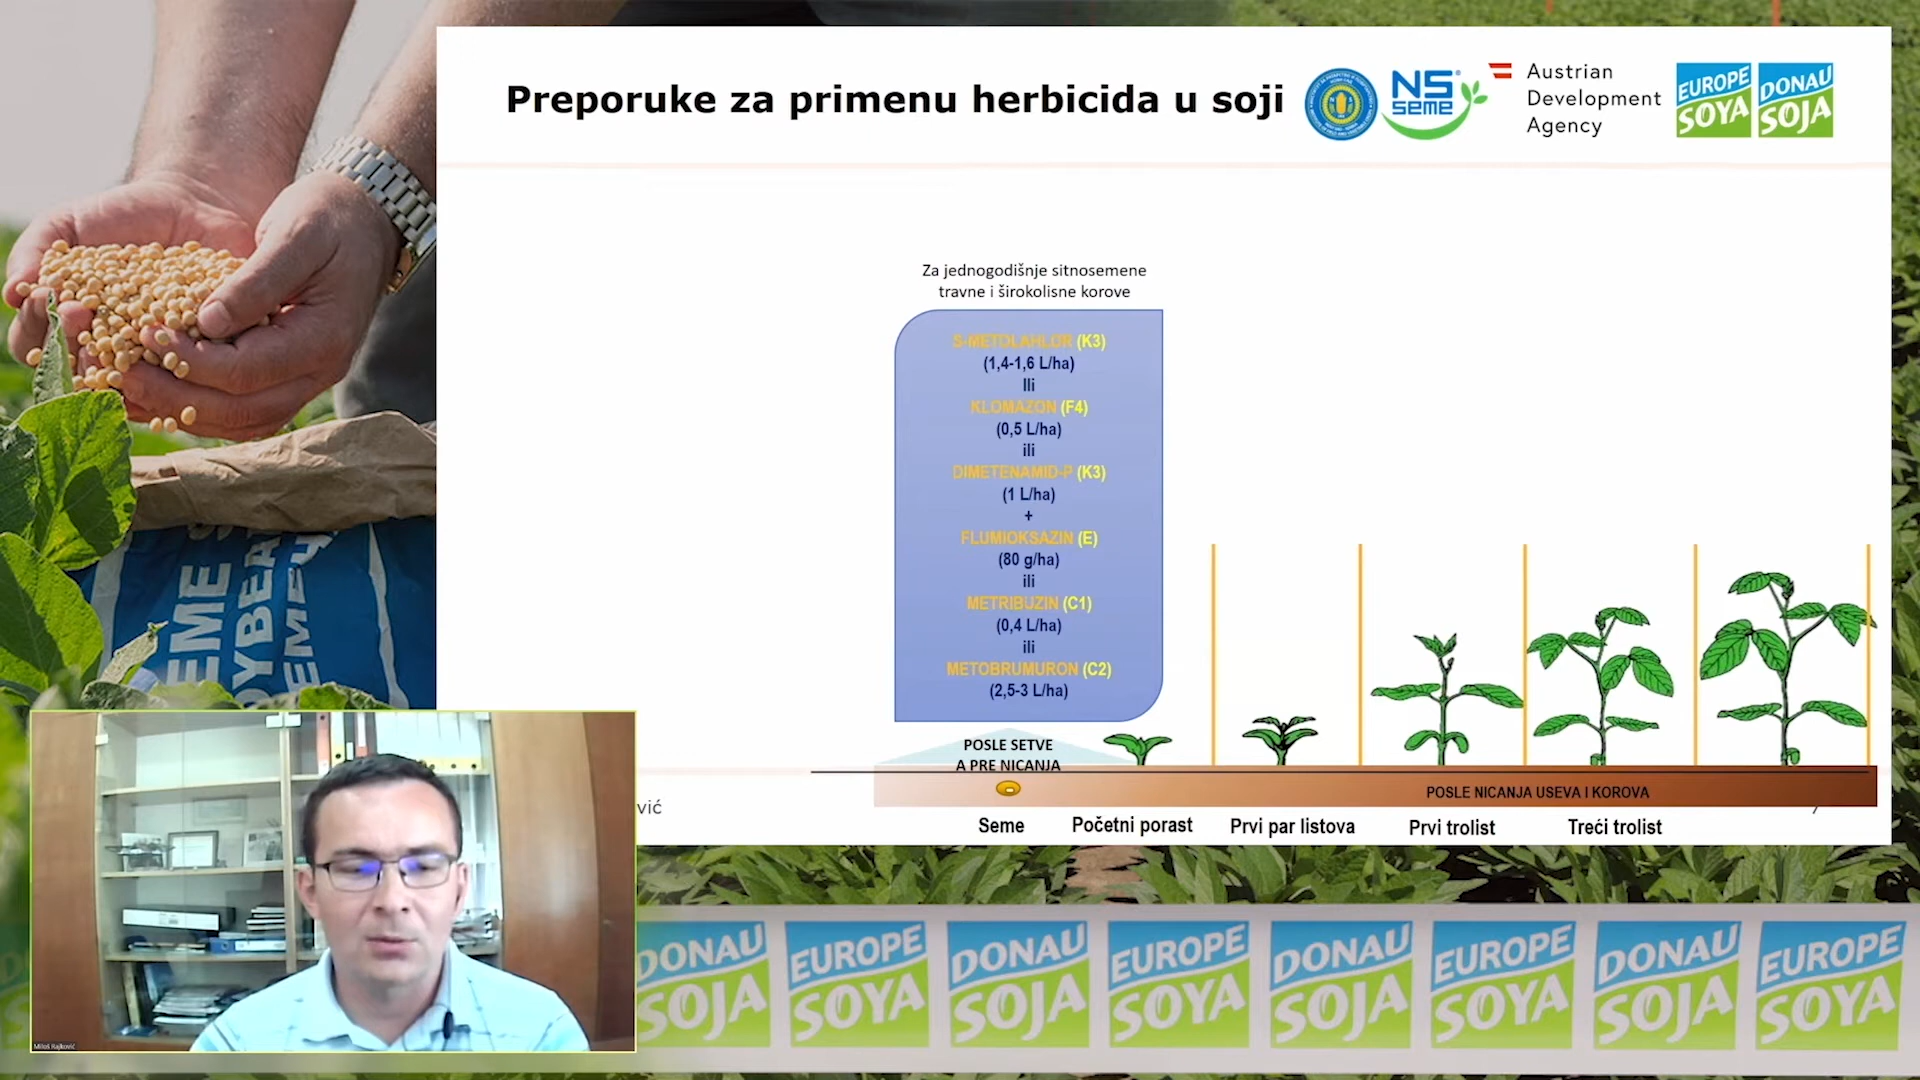 Preporuke za primenu herbicida u soji
NS
seme
Austrian
Development
Agency
EUROPE
SOYA
DONAU
SOJA
Za jednogodišnje sitnosemene
travne i širokolisne korove
S-METOLAHLOR (K3)
(1,4-1,6 L/ha)
Ili
KLOMAZON (F4)
(0,5 L/ha)
ili
DIMETENAMID-P (K3)
(1 L/ha)
+
FLUMIOKSAZIN (E)
(80 g/ha)
ili
METRIBUZIN (C1)
(0,4 L/ha)
ili
METOBRUMURON (C2)
(2,5-3 L/ha)
POSLE SETVE
A PRE NICANJA
POSLE NICANJA USEVA I KOROVA
vić
Seme
Početni porast
Prvi par listova
Prvi trolist
Treći trolist
Miloš Rajković
DONAU
SOJA
EUROPE
SOYA
DONAU
SOJA
EUROPE
SOYA
DONAU
SOJA
EUROPE
SOYA
DONAU
SOJA
EUROPE
SOYA